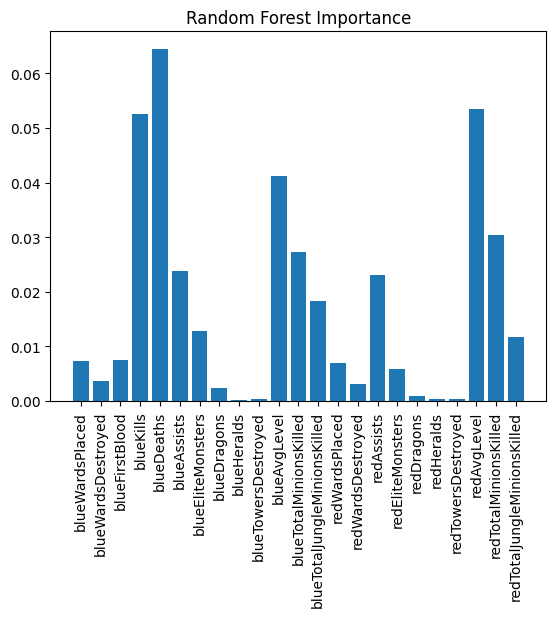 Random Forest Importance
0.06
0.05
0.04
0.03
0.02
0.01
0.00
blueWardsPlaced
blueWardsDestroyed
blueFirstBlood
blueKills
blueDeaths
blueAssists
blueEliteMonsters
blueDragons
blueHeralds
blueTowersDestroyed
blueAvgLevel
blueTotalMinionsKilled
blueTotalJungleMinionsKilled
redWardsPlaced
redWardsDestroyed
redAssists
redEliteMonsters
redDragons
redHeralds
redTowersDestroyed
redAvgLevel
redTotalMinionsKilled
redTotalJungleMinionsKilled